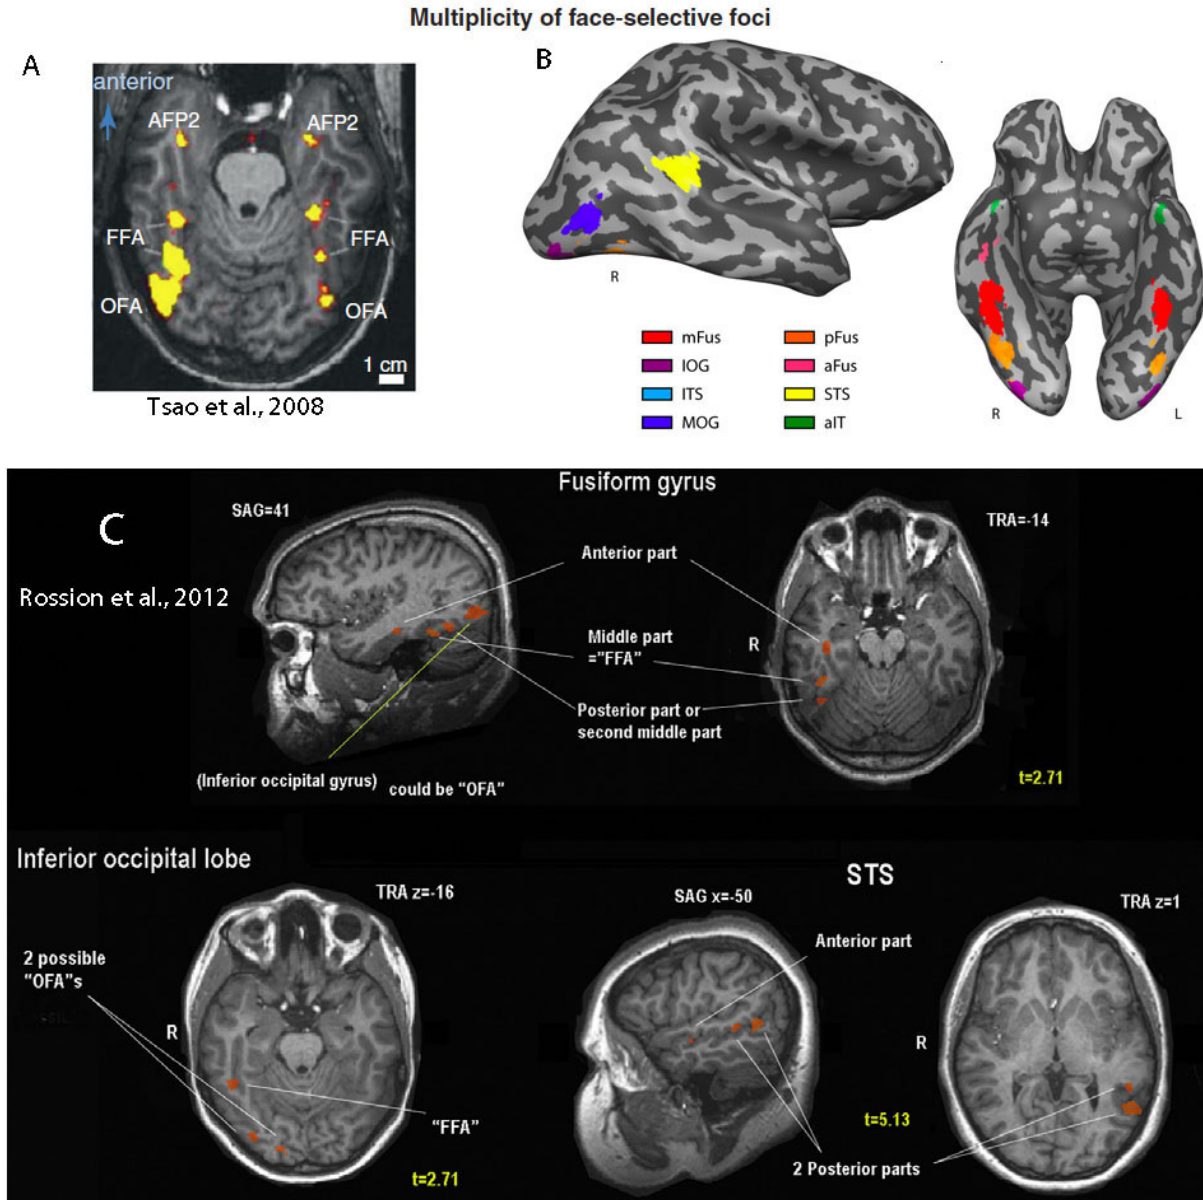 Multiplicity of face-selective foci
A
anterior
AFP2
AFP2
FFA
FFA
OFA
OFA
1 cm
Tsao et al., 2008
B
R
mFus
pFus
IOG
aFus
ITS
STS
MOG
aIT
R
L
C
Rossion et al., 2012
Fusiform gyrus
SAG=41
TRA=-14
Anterior part
Middle part
="FFA"
R
Posterior part or
second middle part
(Inferior occipital gyrus)
could be "OFA"
t=2.71
Inferior occipital lobe
TRA z=-16
2 possible
"OFA"s
R
"FFA"
t=2.71
STS
SAG x=-50
TRA z=1
Anterior part
R
t=5.13
2 Posterior parts